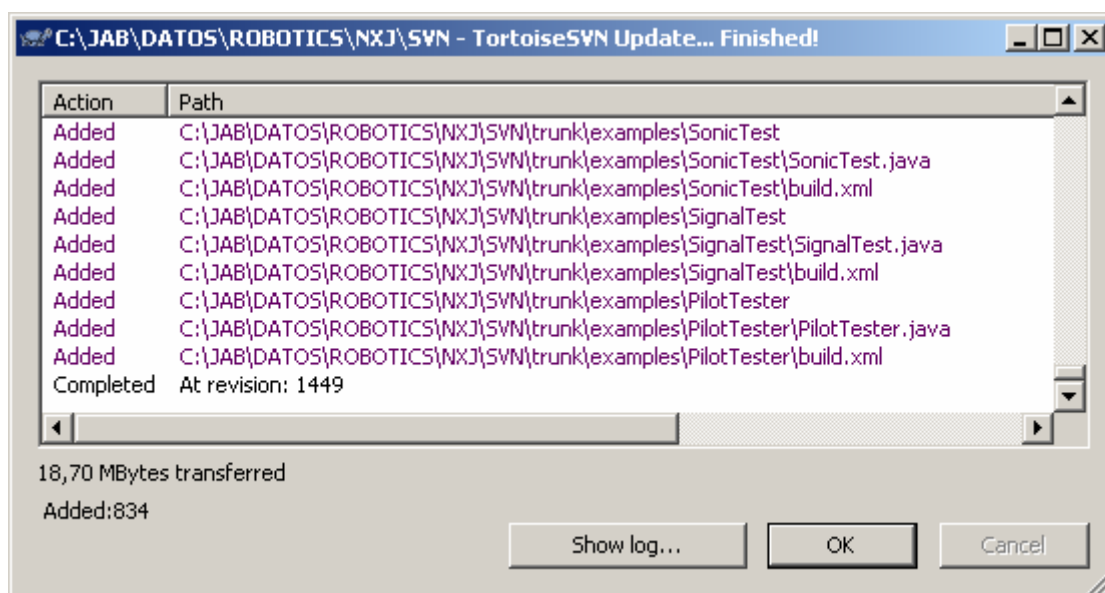 C:\JAB\DATOS\ROBOTICS\NXJ\SVN - TortoiseSVN Update... Finished!
Action Path
Added C:\JAB\DATOS\ROBOTICS\NXJ\SVN\trunk\examples\SonicTest
Added C:\JAB\DATOS\ROBOTICS\NXJ\SVN\trunk\examples\SonicTest\SonicTest.java
Added C:\JAB\DATOS\ROBOTICS\NXJ\SVN\trunk\examples\SonicTest\build.xml
Added C:\JAB\DATOS\ROBOTICS\NXJ\SVN\trunk\examples\SignalTest
Added C:\JAB\DATOS\ROBOTICS\NXJ\SVN\trunk\examples\SignalTest\SignalTest.java
Added C:\JAB\DATOS\ROBOTICS\NXJ\SVN\trunk\examples\SignalTest\build.xml
Added C:\JAB\DATOS\ROBOTICS\NXJ\SVN\trunk\examples\PilotTester
Added C:\JAB\DATOS\ROBOTICS\NXJ\SVN\trunk\examples\PilotTester\PilotTester.java
Added C:\JAB\DATOS\ROBOTICS\NXJ\SVN\trunk\examples\PilotTester\build.xml
Completed At revision: 1449
18,70 MBytes transferred
Added:834
Show log... OK Cancel